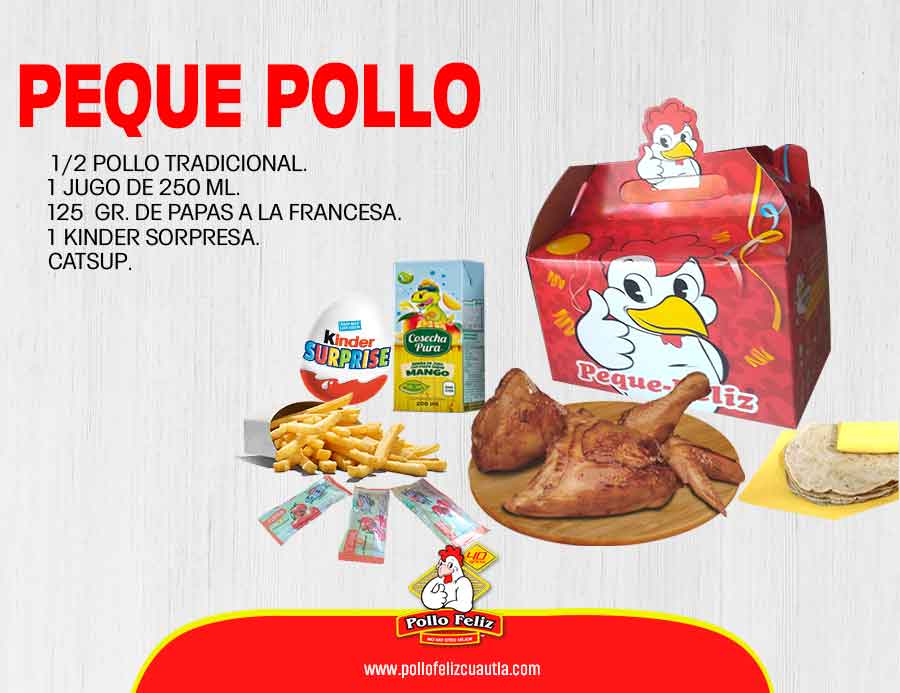 PEQUE POLLO
1/2 POLLO TRADICIONAL.
1 JUGO DE 250 ML.
125 GR. DE PAPAS A LA FRANCESA.
1 KINDER SORPRESA.
CATSUP.
Kinder
SURPRISE
Cosecha
Pura
MANGO
Peque-Feliz
40
Pollo Feliz
www.pollofelizcuautla.com